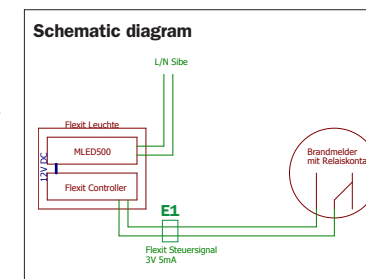 Schematic diagram
L/N Sibe
Flexit Leuchte
MLED500
12V DC
Flexit Controller
Brandmelder
mit Relaiskonta
E1
Flexit Steuersignal
3V 5mA